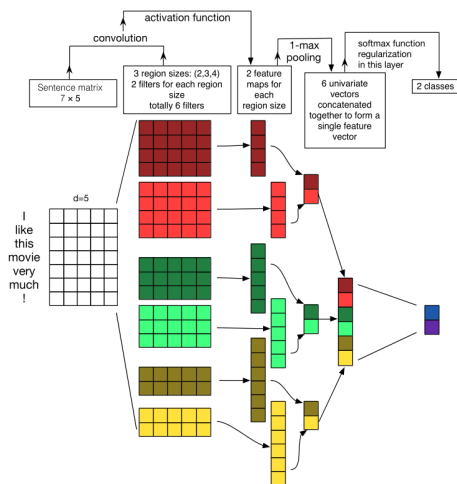 activation function
convolution
1-max
pooling
softmax function
regularization
in this layer
Sentence matrix
7 × 5
3 region sizes: (2,3,4)
2 filters for each region
size
totally 6 filters
2 feature
maps for
each
region size
6 univariate
vectors
concatenated
together to form a
single feature
vector
2 classes
d=5
I
like
this
movie
very
much
!